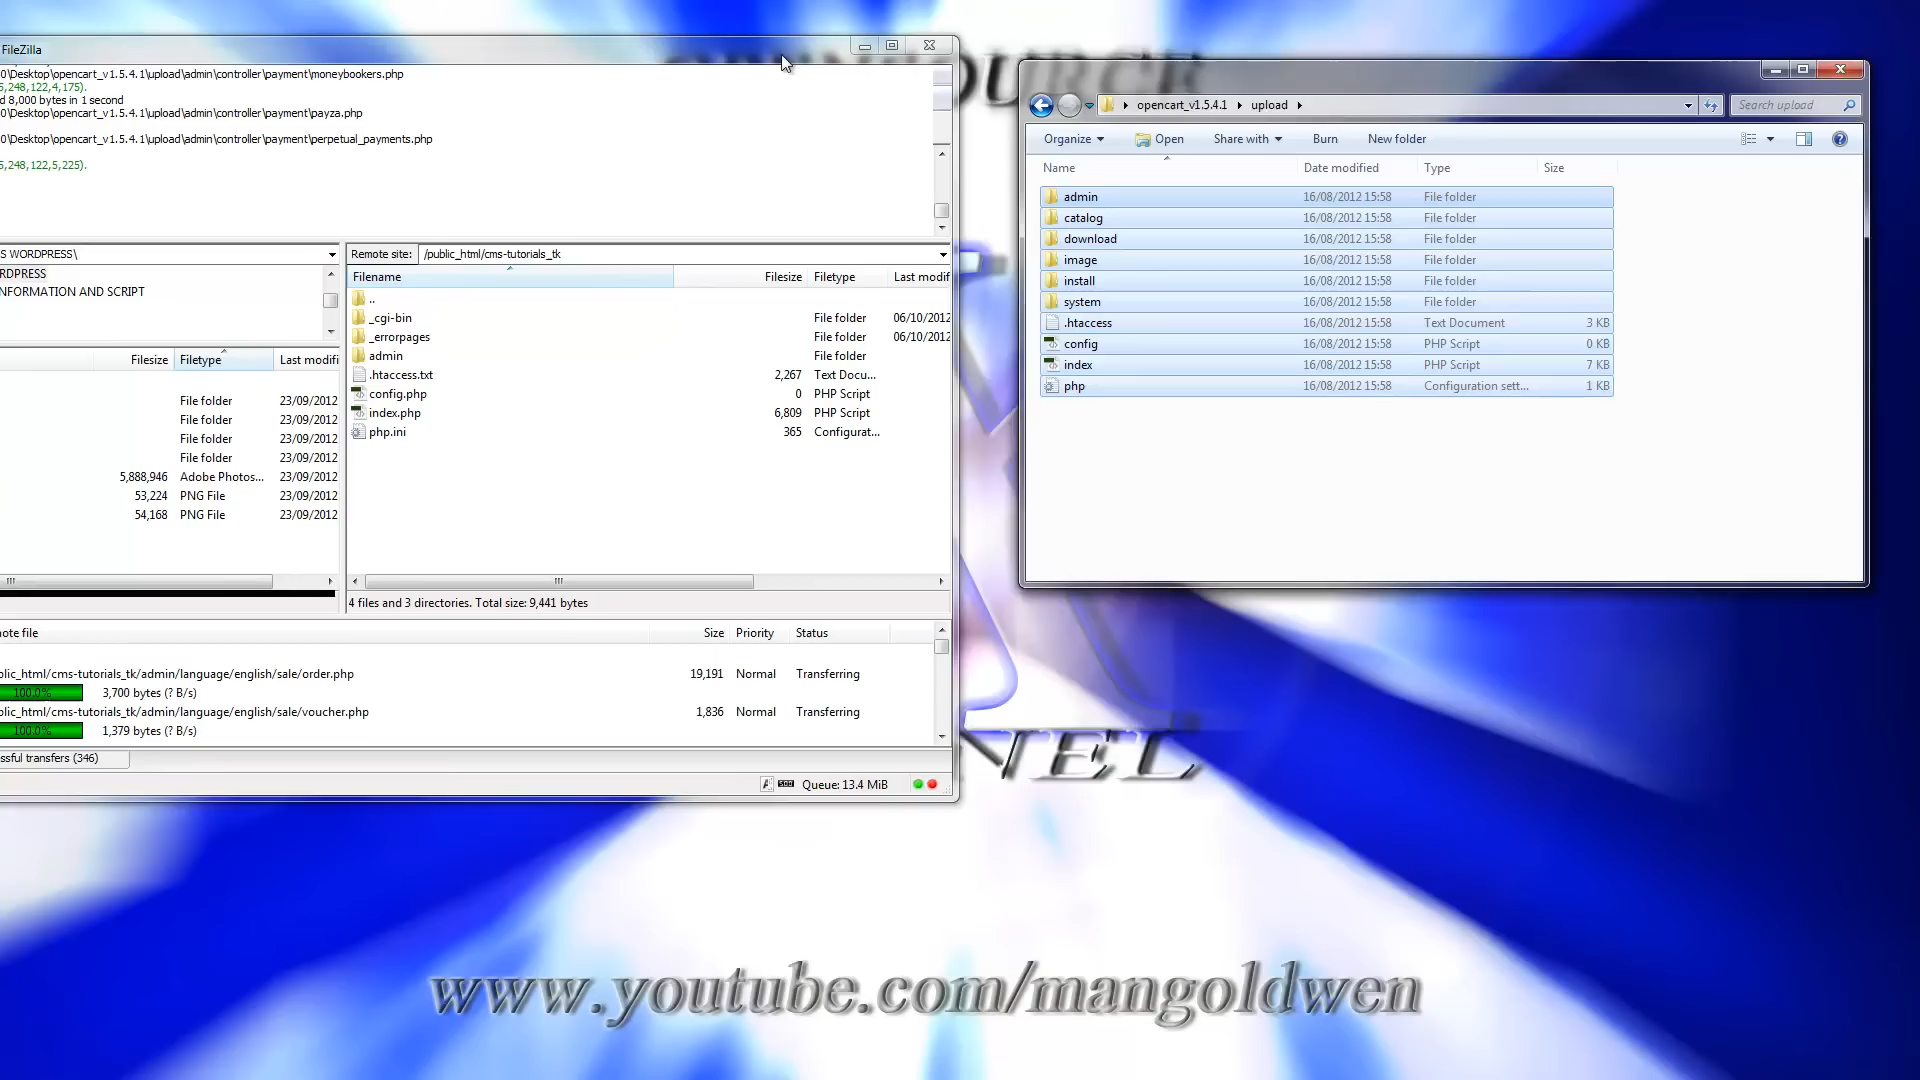 FileZilla
0\Desktop\opencart_v1.5.4.1\upload\admin\controller\payment\moneybookers.php
5,248,122,4,175).
d 8,000 bytes in 1 second
0\Desktop\opencart_v1.5.4.1\upload\admin\controller\payment\payza.php
0\Desktop\opencart_v1.5.4.1\upload\admin\controller\payment\perpetual_payments.php
5,248,122,5,225).
S WORDPRESS\
RDPRESS
NFORMATION AND SCRIPT
Filesize Filetype Last modifi
File folder 23/09/2012
File folder 23/09/2012
File folder 23/09/2012
File folder 23/09/2012
5,888,946 Adobe Photos... 23/09/2012
53,224 PNG File 23/09/2012
54,168 PNG File 23/09/2012
Remote site: /public_html/cms-tutorials_tk
Filename Filesize Filetype Last modif
..
_cgi-bin File folder 06/10/2012
_errorpages File folder 06/10/2012
admin File folder
.htaccess.txt 2,267 Text Docu...
config.php 0 PHP Script
index.php 6,809 PHP Script
php.ini 365 Configurat...
4 files and 3 directories. Total size: 9,441 bytes
ote file Size Priority Status
blic_html/cms-tutorials_tk/admin/language/english/sale/order.php 19,191 Normal Transferring
100.0% 3,700 bytes (? B/s)
blic_html/cms-tutorials_tk/admin/language/english/sale/voucher.php 1,836 Normal Transferring
100.0% 1,379 bytes (? B/s)
ssful transfers (346)
Queue: 13.4 MiB
opencart_v1.5.4.1 upload
Search upload
Organize Open Share with Burn New folder
Name Date modified Type Size
admin 16/08/2012 15:58 File folder
catalog 16/08/2012 15:58 File folder
download 16/08/2012 15:58 File folder
image 16/08/2012 15:58 File folder
install 16/08/2012 15:58 File folder
system 16/08/2012 15:58 File folder
.htaccess 16/08/2012 15:58 Text Document 3 KB
config 16/08/2012 15:58 PHP Script 0 KB
index 16/08/2012 15:58 PHP Script 7 KB
php 16/08/2012 15:58 Configuration sett... 1 KB
NEL
www.youtube.com/mangoldwen